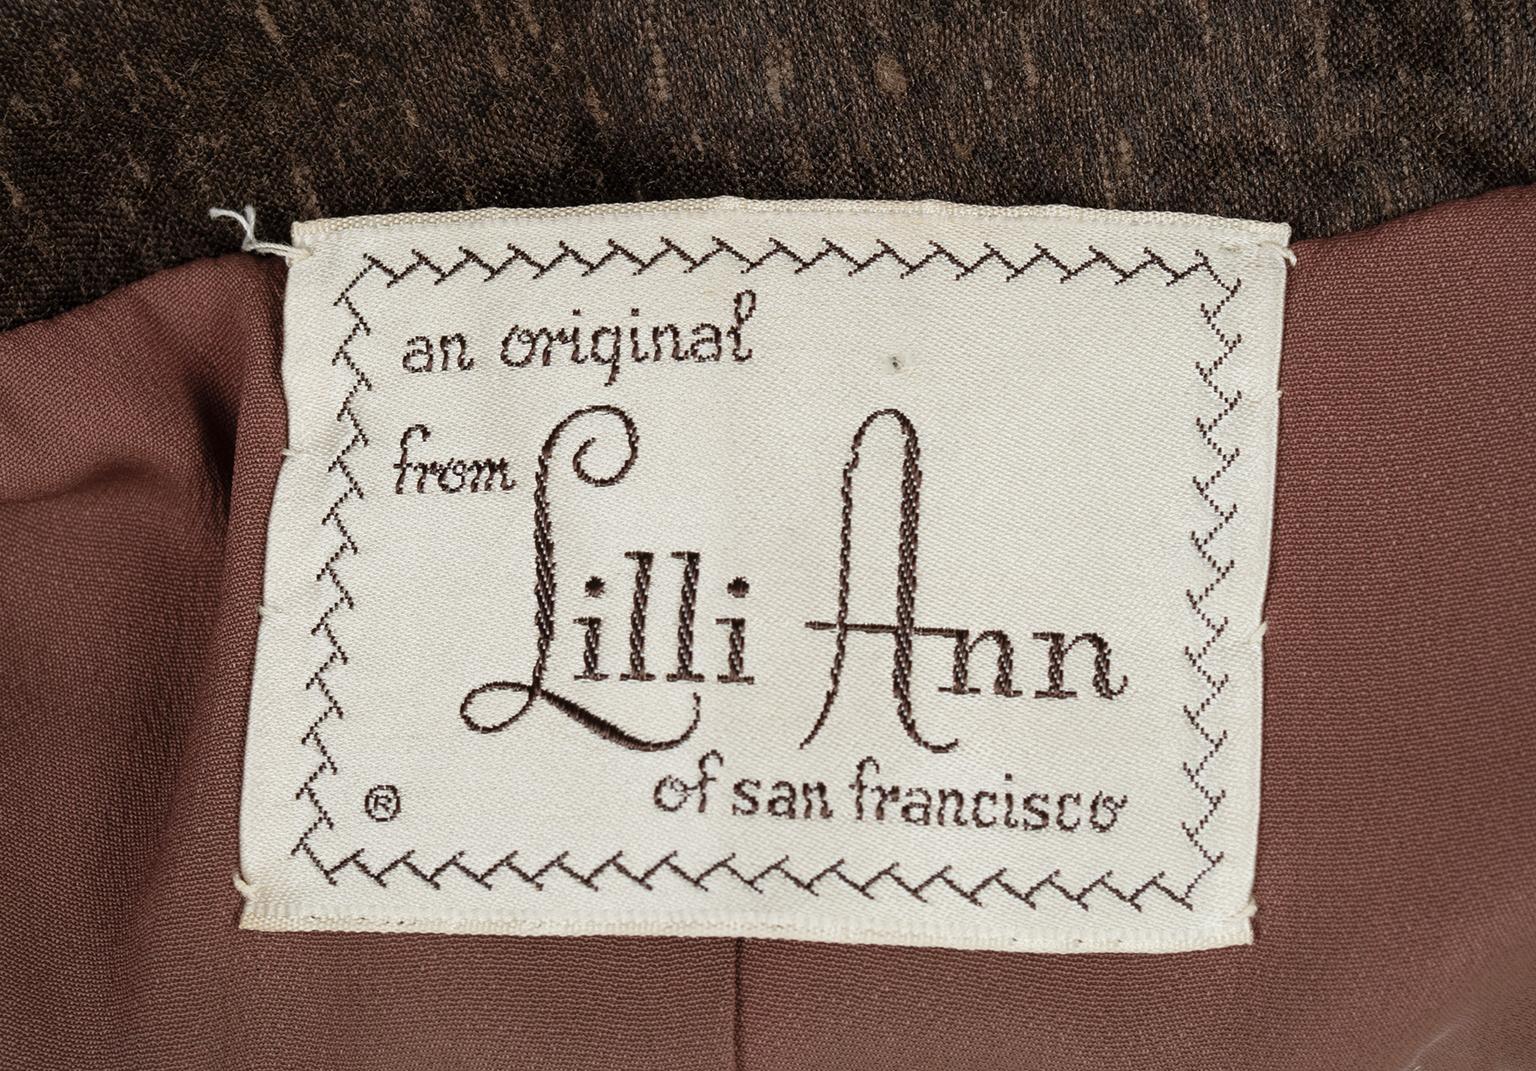 an original
from Lilli Ann
of san francisco
®